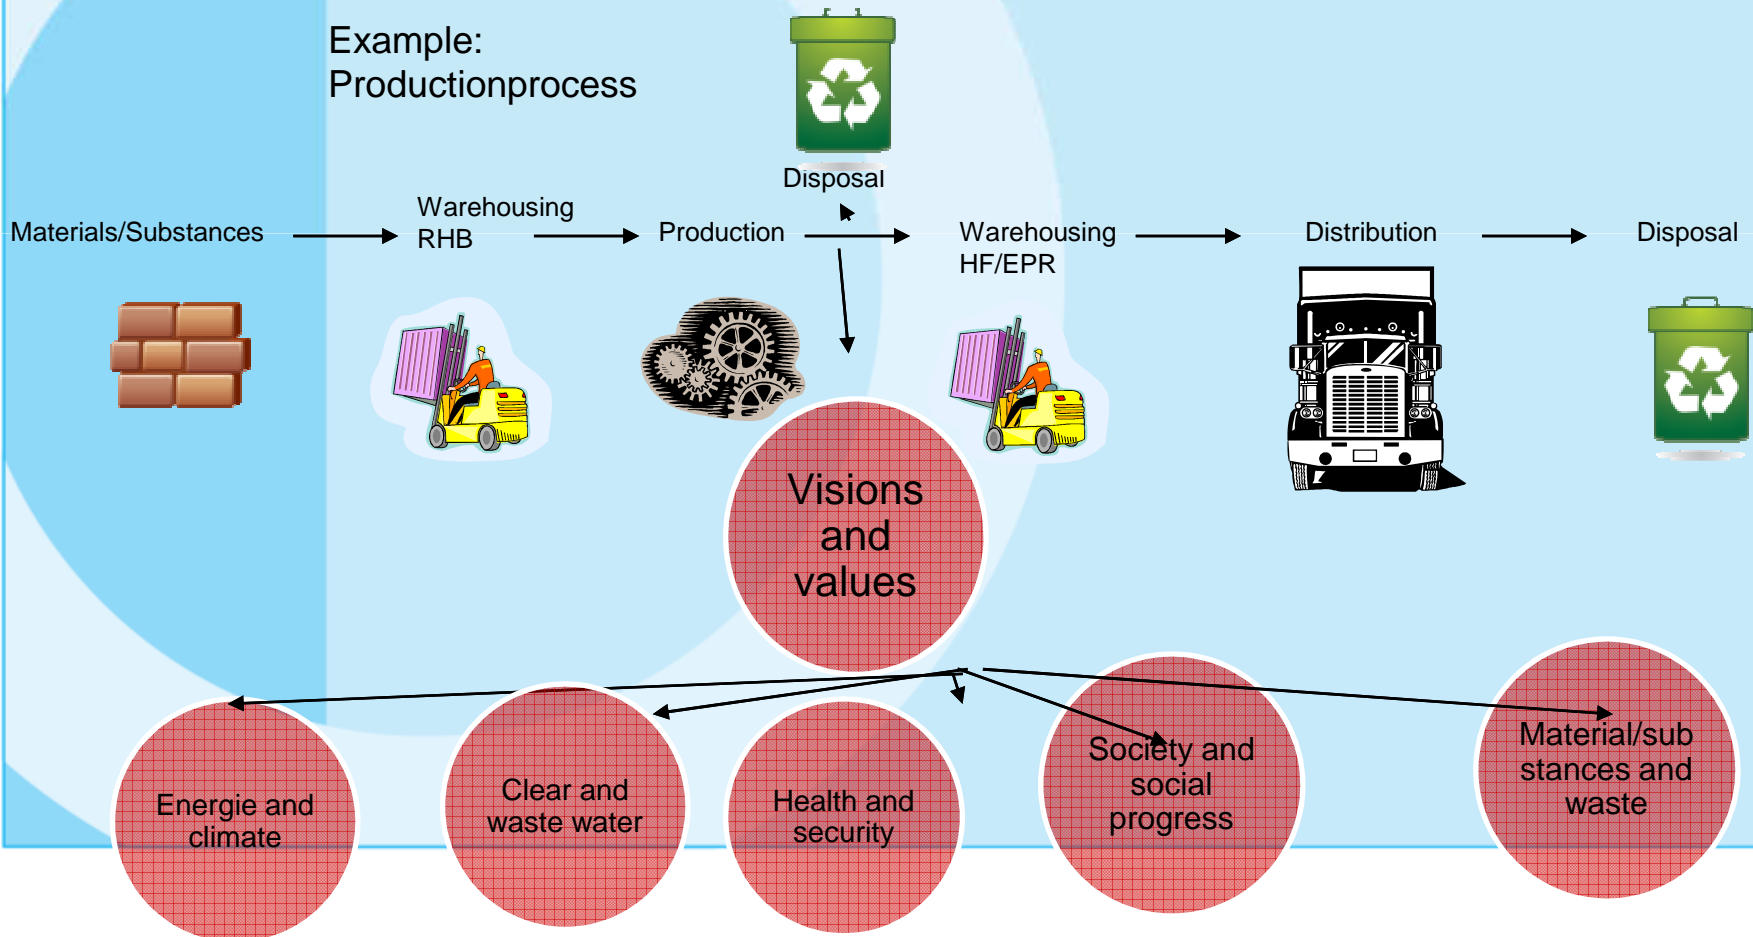 Example:
Productionprocess
Disposal
Materials/Substances
Warehousing
RHB
Production
Warehousing
HF/EPR
Distribution
Disposal
Visions
and
values
Energie and
climate
Clear and
waste water
Health and
security
Society and
social
progress
Material/sub
stances and
waste